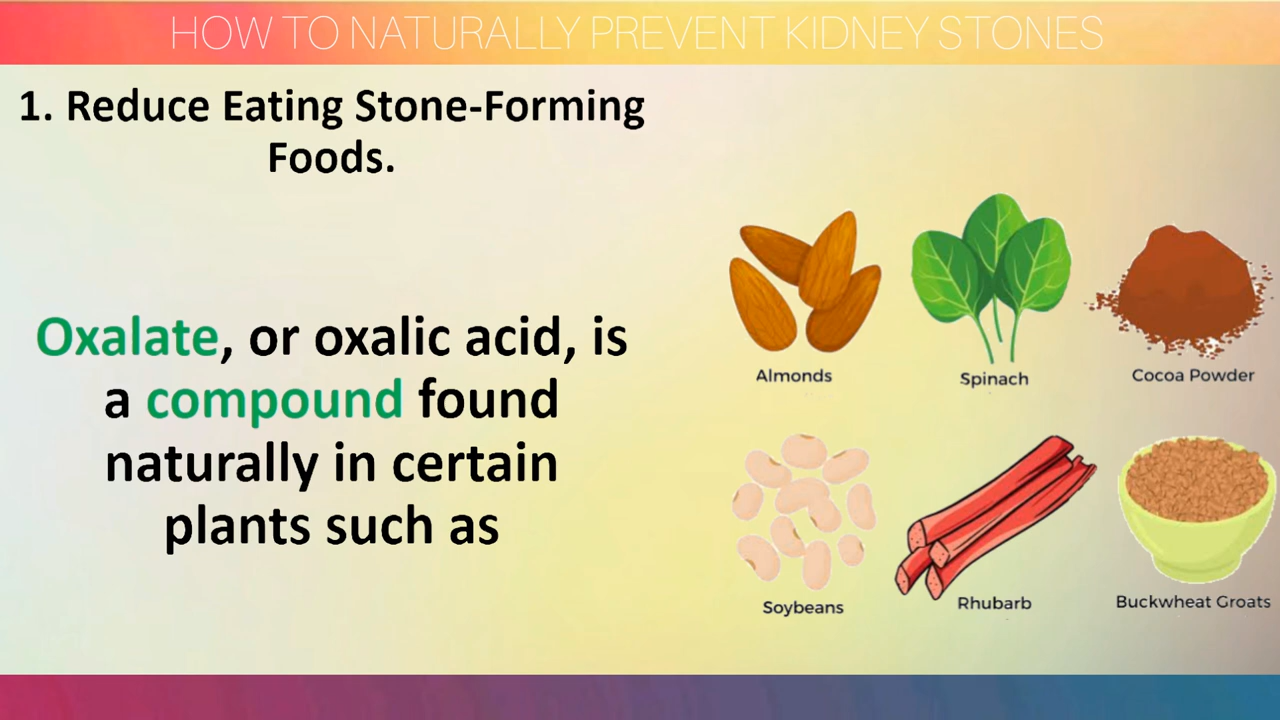 HOW TO NATURALLY PREVENT KIDNEY STONES
1. Reduce Eating Stone-Forming
Foods.
Oxalate, or oxalic acid, is
a compound found
naturally in certain
plants such as
Almonds
Spinach
Cocoa Powder
Soybeans
Rhubarb
Buckwheat Groats